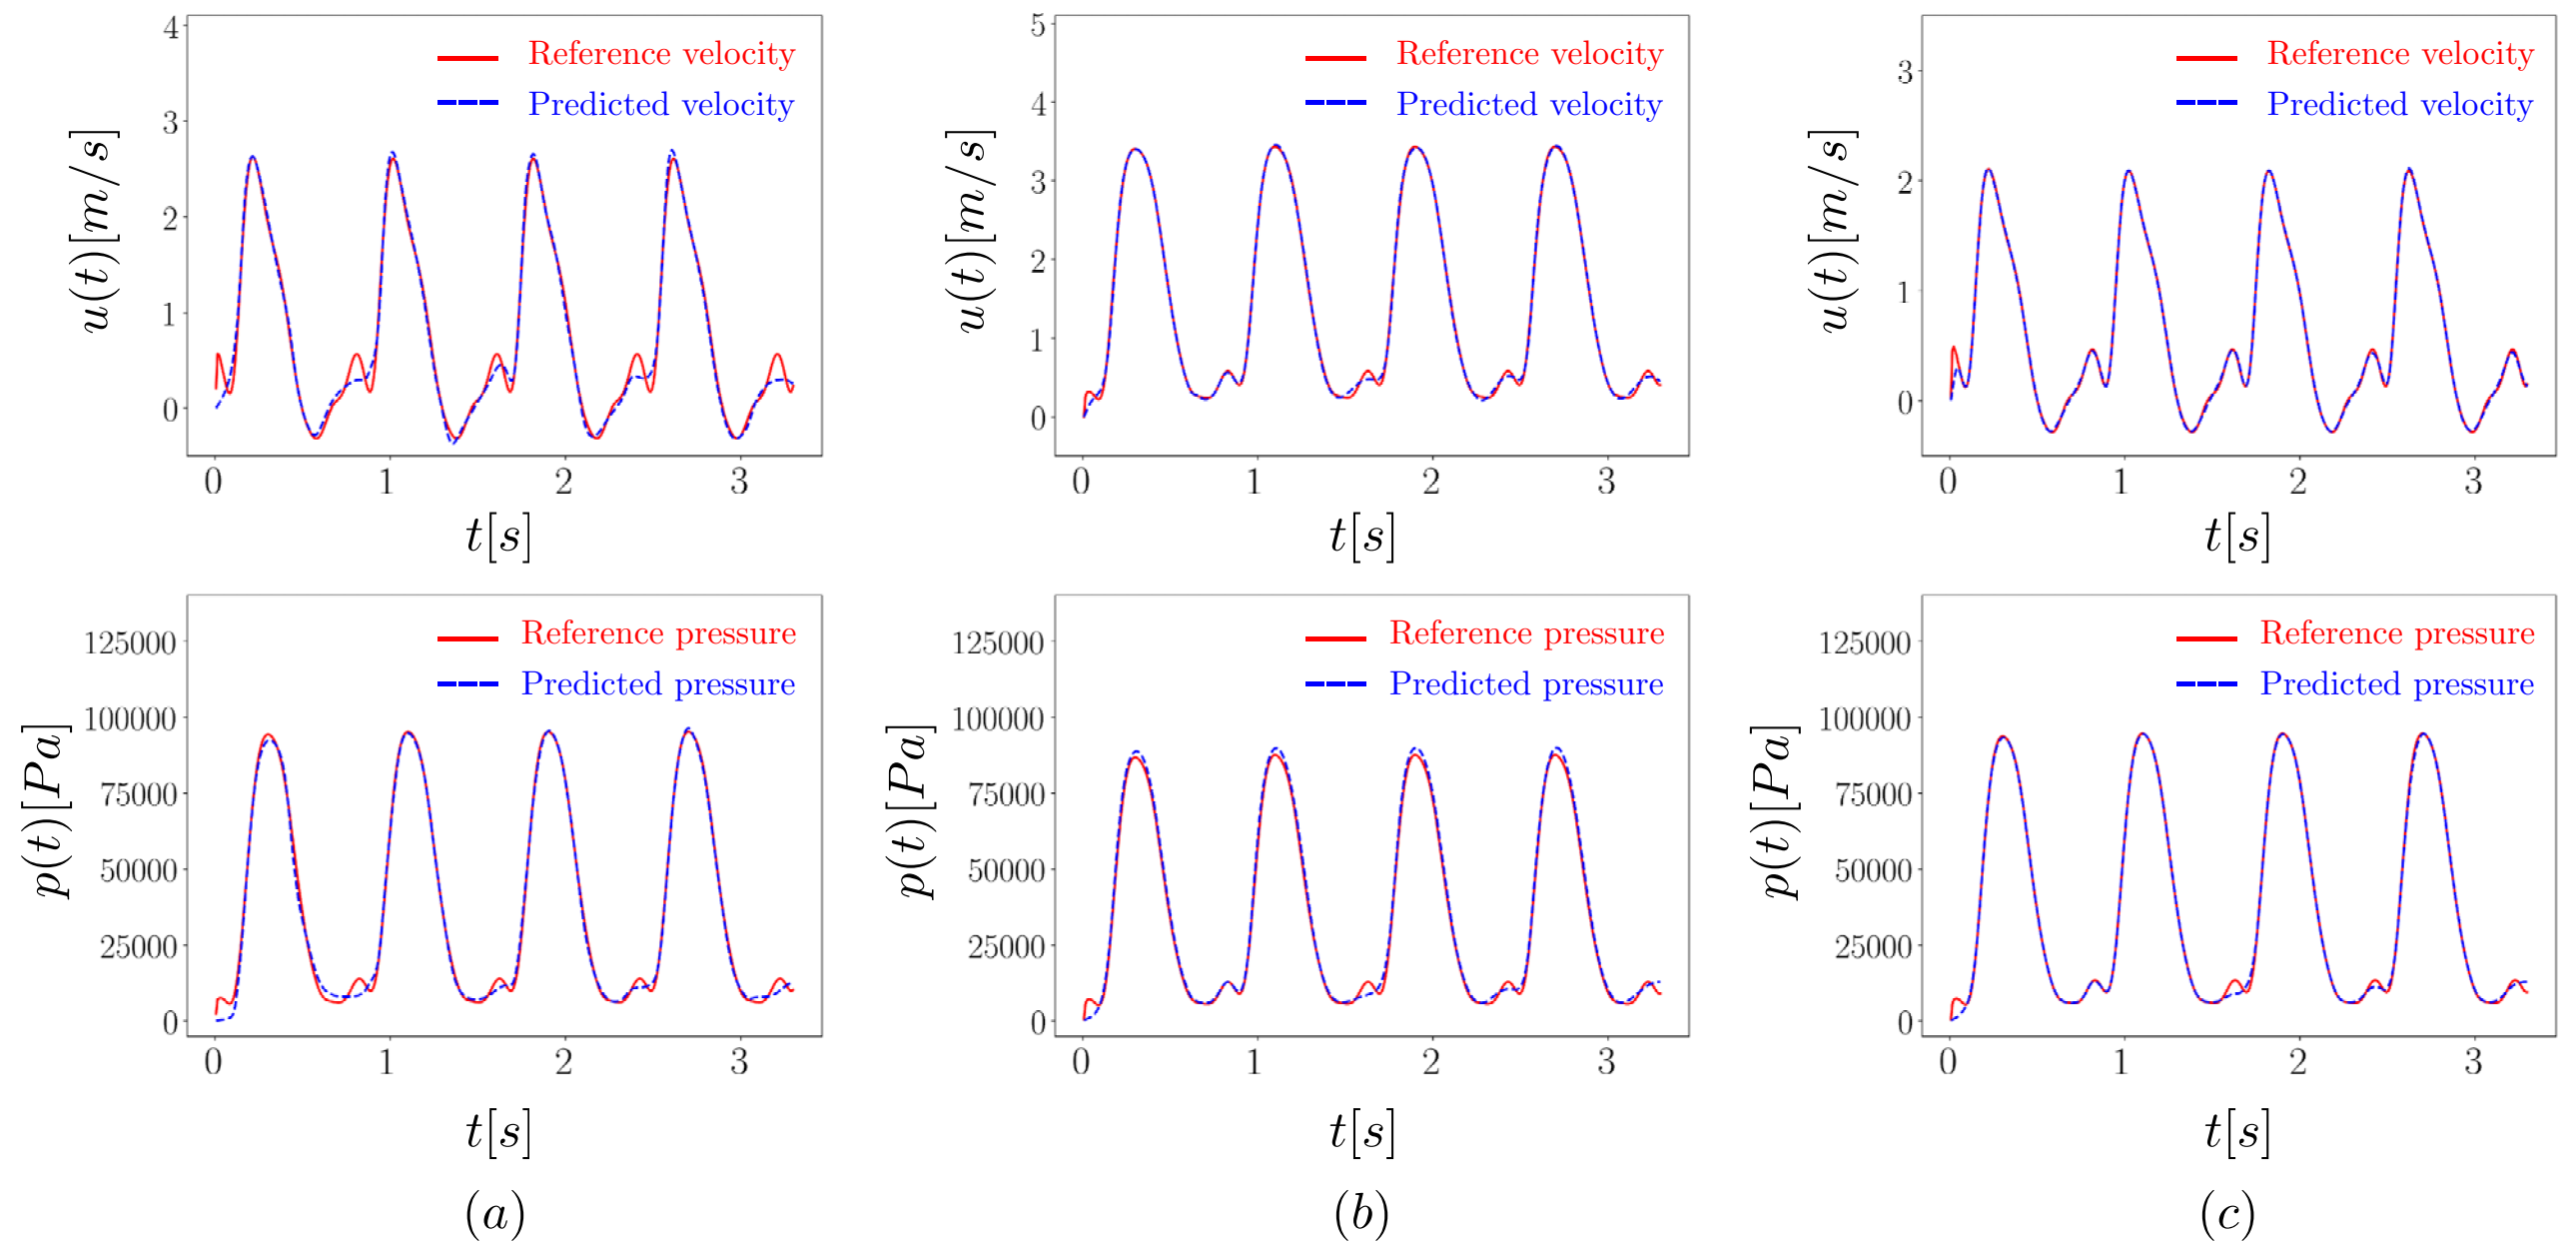 4
3
2
1
0
u(t)[m/s]
Reference velocity
Predicted velocity
0 1 2 3
t[s]
5
4
3
2
1
0
u(t)[m/s]
Reference velocity
Predicted velocity
0 1 2 3
t[s]
3
2
1
0
u(t)[m/s]
Reference velocity
Predicted velocity
0 1 2 3
t[s]
125000
100000
75000
50000
25000
0
p(t)[Pa]
Reference pressure
Predicted pressure
0 1 2 3
t[s]
(a)
125000
100000
75000
50000
25000
0
p(t)[Pa]
Reference pressure
Predicted pressure
0 1 2 3
t[s]
(b)
125000
100000
75000
50000
25000
0
p(t)[Pa]
Reference pressure
Predicted pressure
0 1 2 3
t[s]
(c)